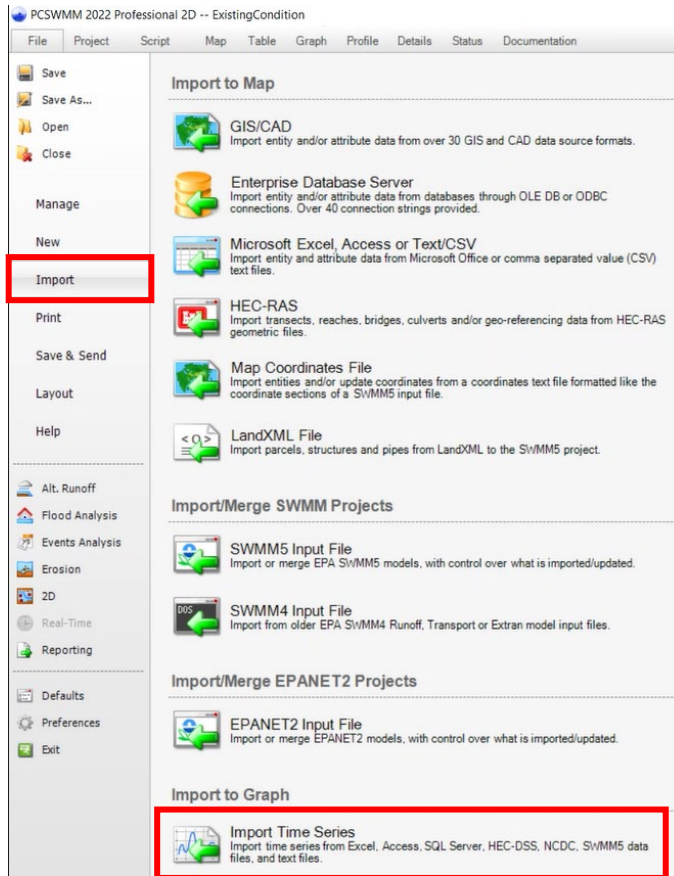 PCSWMM 2022 Professional 2D -- ExistingCondition
File Project Script Map Table Graph Profile Details Status Documentation
Save
Save As...
Open
Close
Manage
New
Import
Print
Save & Send
Layout
Help
Alt. Runoff
Flood Analysis
Events Analysis
Erosion
2D
Real-Time
Reporting
Defaults
Preferences
Exit
Import to Map
GIS/CAD
Import entity and/or attribute data from over 30 GIS and CAD data source formats.
Enterprise Database Server
Import entity and/or attribute data from databases through OLE DB or ODBC
connections. Over 40 connection strings provided.
Microsoft Excel, Access or Text/CSV
Import entity and attribute data from Microsoft Office or comma separated value (CSV)
text files.
HEC-RAS
Import transects, reaches, bridges, culverts and/or geo-referencing data from HEC-RAS
geometric files.
Map Coordinates File
Import entities and/or update coordinates from a coordinates text file formatted like the
coordinate sections of a SWMM5 input file.
<Q>
LandXML File
Import parcels, structures and pipes from LandXML to the SWMM5 project.
Import/Merge SWMM Projects
SWMM5 Input File
Import or merge EPA SWMM5 models, with control over what is imported/updated.
DOS
SWMM4 Input File
Import from older EPA SWMM4 Runoff, Transport or Extran model input files.
Import/Merge EPANET2 Projects
EPANET2 Input File
Import or merge EPANET2 models, with control over what is imported/updated.
Import to Graph
Import Time Series
Import time series from Excel, Access, SQL Server, HEC-DSS, NCDC, SWMM5 data
files, and text files.